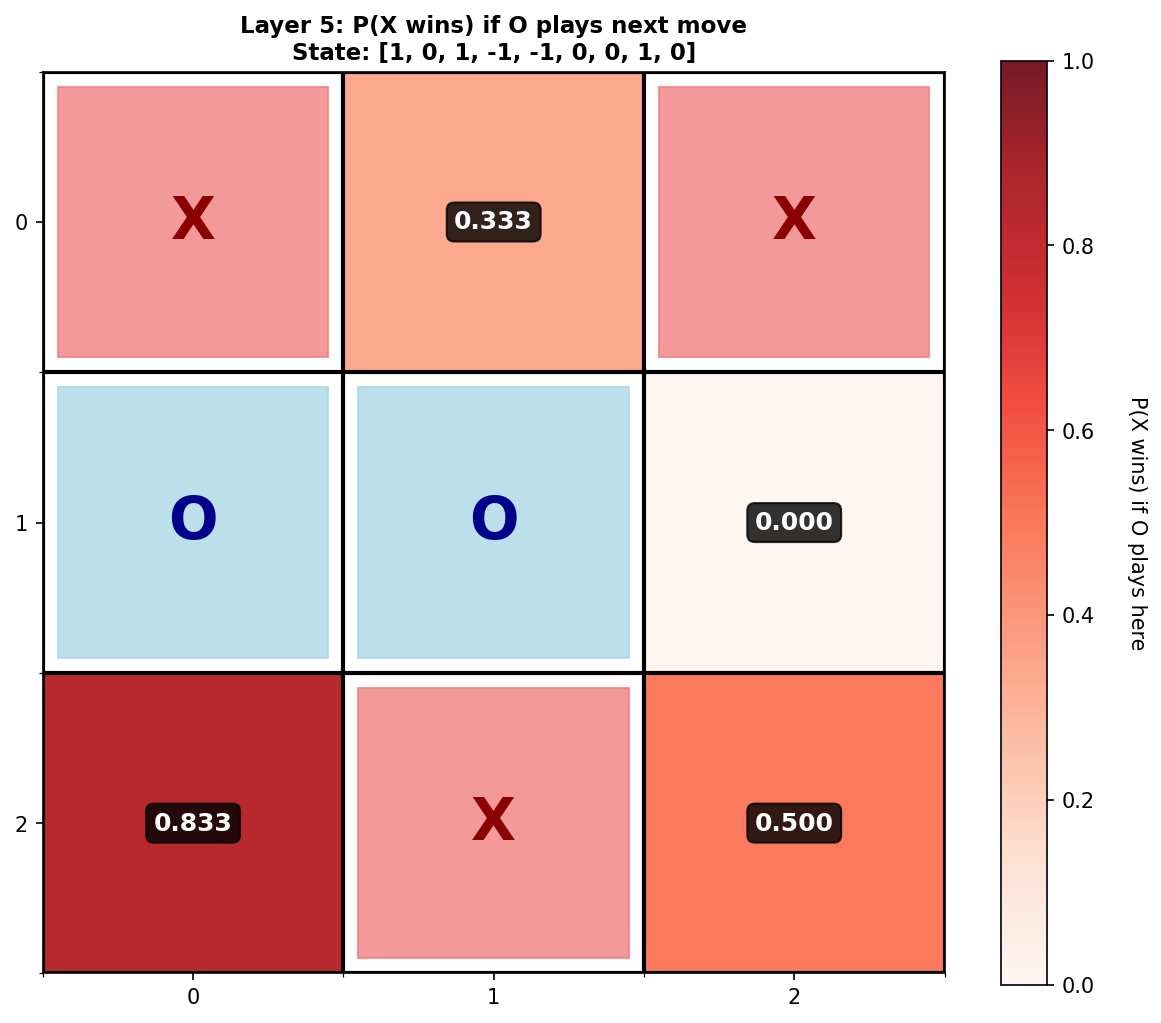 Layer 5: P(X wins) if O plays next move
State: [1, 0, 1, -1, -1, 0, 0, 1, 0]
0
X
0.333
X
1
O
O
0.000
2
0.833
X
0.500
0
1
2
1.0
0.8
0.6
0.4
0.2
0.0
P(X wins) if O plays here